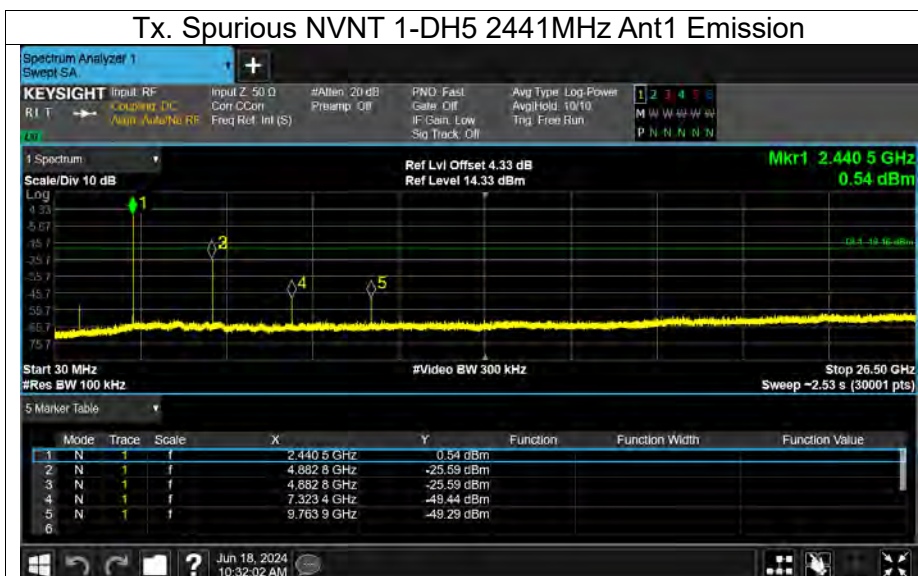 Tx. Spurious NVNT 1-DH5 2441MHz Ant1 Emission
Spectrum Analyzer 1
Swept SA
+
KEYSIGHT Input: RF Input Z: 50 Ω #Atten: 20 dB PNO: Fast Avg Type: Log-Power 1 2 3 4 5 6
RL T Coupling: DC Corr CCorr Preamp: Off Gate: Off Avg|Hold: 10/10 M W W W W W
Align: Auto/No RF Freq Ref: Int (S) IF Gain: Low Trig: Free Run
Sig Track: Off P N N N N N
1 Spectrum Ref Lvl Offset 4.33 dB Mkr1 2.440 5 GHz
Scale/Div 10 dB Ref Level 14.33 dBm 0.54 dBm
Log
4.33
-5.67
-15.7
-25.7
-35.7
-45.7
-55.7
-65.7
-75.7
1
3
4
5
Start 30 MHz #Video BW 300 kHz Stop 26.50 GHz
#Res BW 100 kHz Sweep ~2.53 s (30001 pts)
5 Marker Table
Mode Trace Scale X Y Function Function Width Function Value
1 N 1 f 2.440 5 GHz 0.54 dBm
2 N 1 f 4.882 8 GHz -25.59 dBm
3 N 1 f 4.882 8 GHz -25.59 dBm
4 N 1 f 7.323 4 GHz -49.44 dBm
5 N 1 f 9.763 9 GHz -49.29 dBm
6
? Jun 18, 2024
10:32:02 AM